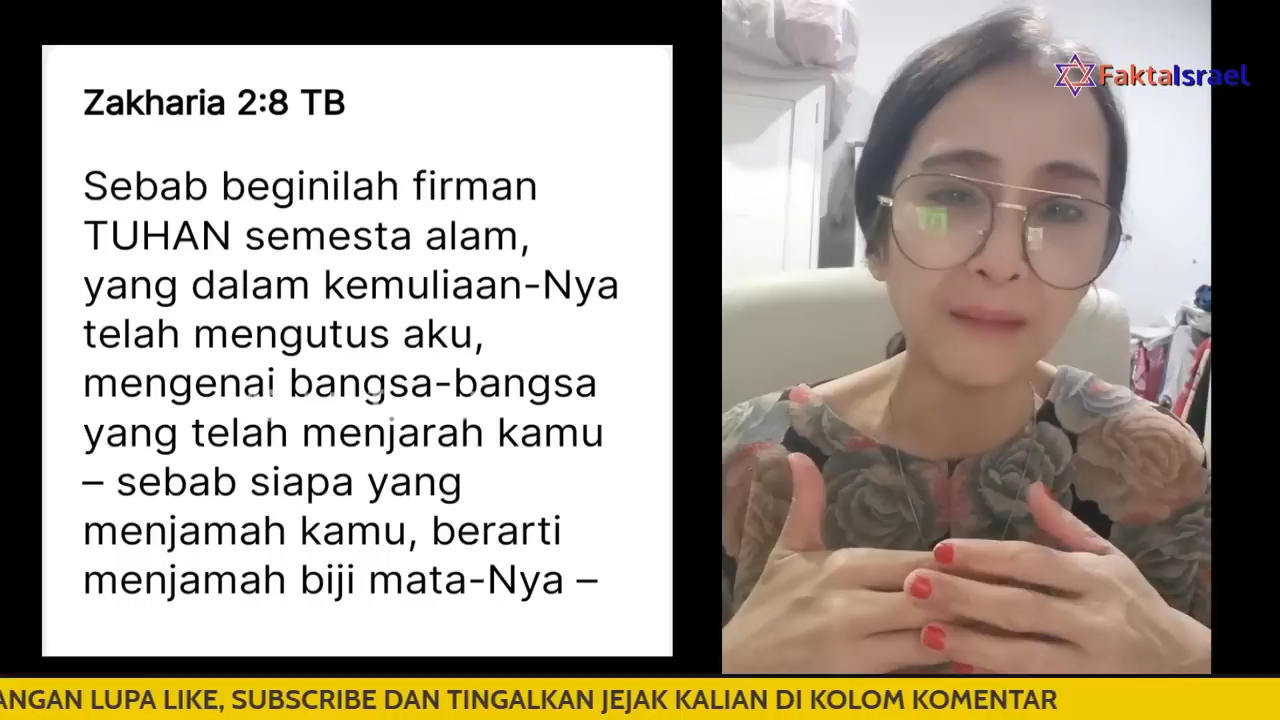 Zakharia 2:8 TB
Sebab beginilah firman
TUHAN semesta alam,
yang dalam kemuliaan-Nya
telah mengutus aku,
mengenai bangsa-bangsa
yang telah menjarah kamu
– sebab siapa yang
menjamah kamu, berarti
menjamah biji mata-Nya –
FaktaIsrael
ANGAN LUPA LIKE, SUBSCRIBE DAN TINGALKAN JEJAK KALIAN DI KOLOM KOMENTAR